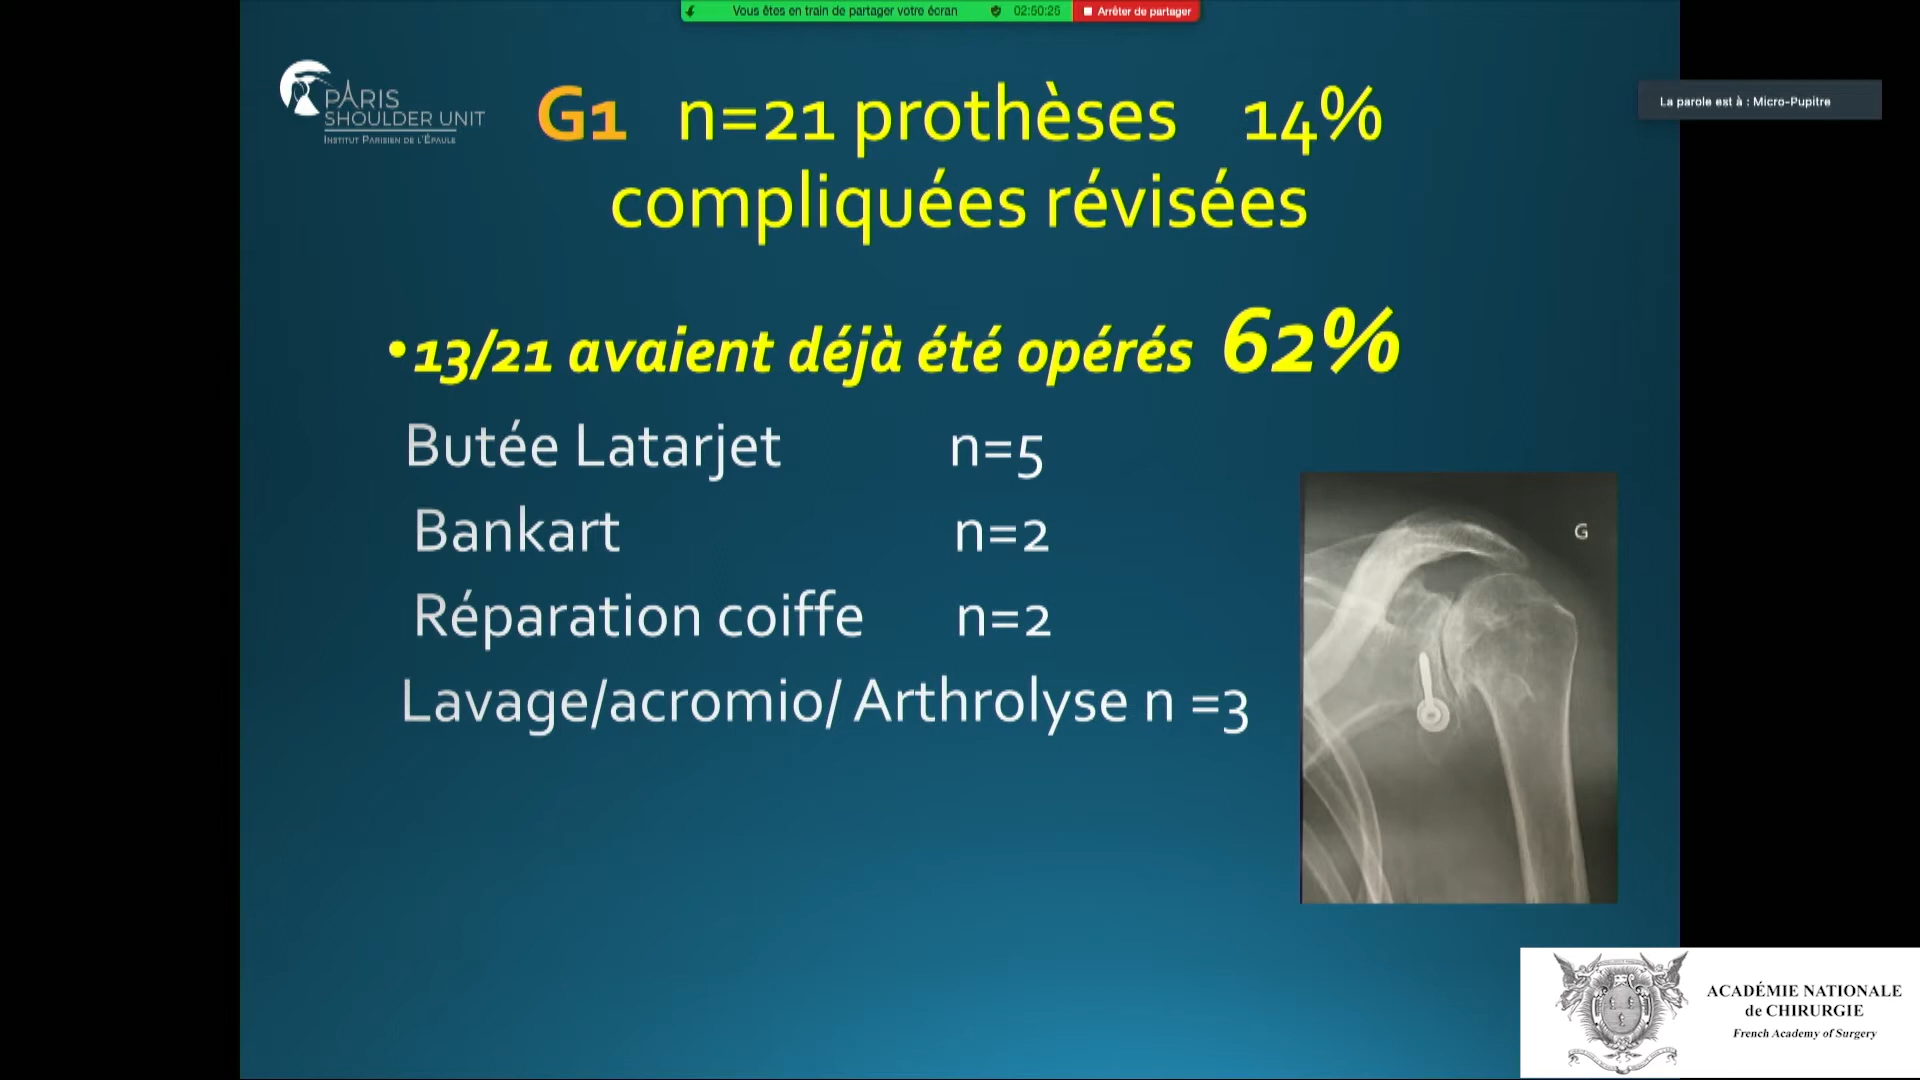 Vous êtes en train de partager votre écran 02:50:25 Arrêter de partager
La parole est à : Micro-Pupitre
PARIS
SHOULDER UNIT
INSTITUT PARISIEN DE L'ÉPAULE
G1 n=21 prothèses 14%
compliquées révisées
•13/21 avaient déjà été opérés 62%
Butée Latarjet n=5
Bankart n=2
Réparation coiffe n=2
Lavage/acromio/ Arthrolyse n =3
G
ACADÉMIE NATIONALE
de CHIRURGIE
French Academy of Surgery